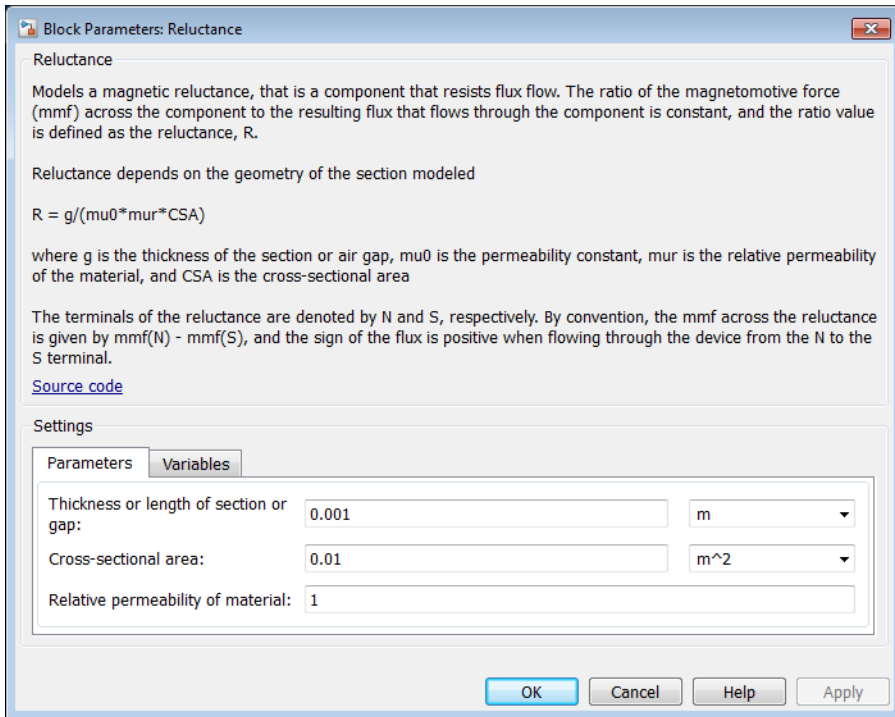 Block Parameters: Reluctance
Reluctance
Models a magnetic reluctance, that is a component that resists flux flow. The ratio of the magnetomotive force
(mmf) across the component to the resulting flux that flows through the component is constant, and the ratio value
is defined as the reluctance, R.
Reluctance depends on the geometry of the section modeled
R = g/(mu0*mur*CSA)
where g is the thickness of the section or air gap, mu0 is the permeability constant, mur is the relative permeability
of the material, and CSA is the cross-sectional area
The terminals of the reluctance are denoted by N and S, respectively. By convention, the mmf across the reluctance
is given by mmf(N) - mmf(S), and the sign of the flux is positive when flowing through the device from the N to the
S terminal.
Source code
Settings
Parameters Variables
Thickness or length of section or
gap: 0.001 m
Cross-sectional area: 0.01 m^2
Relative permeability of material: 1
OK Cancel Help Apply